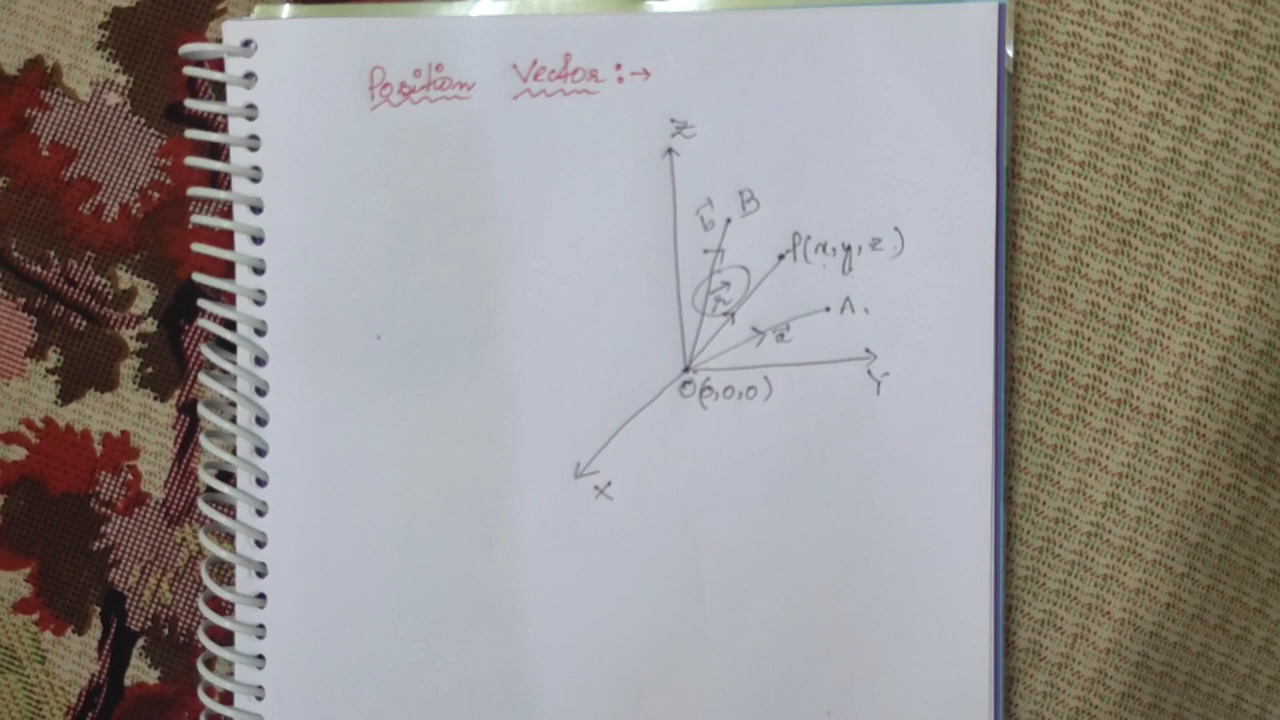 Position Vector :→
Z
b⃗ B
P(x, y, z)
r⃗
A.
a⃗
O(0,0,0)
Y
X